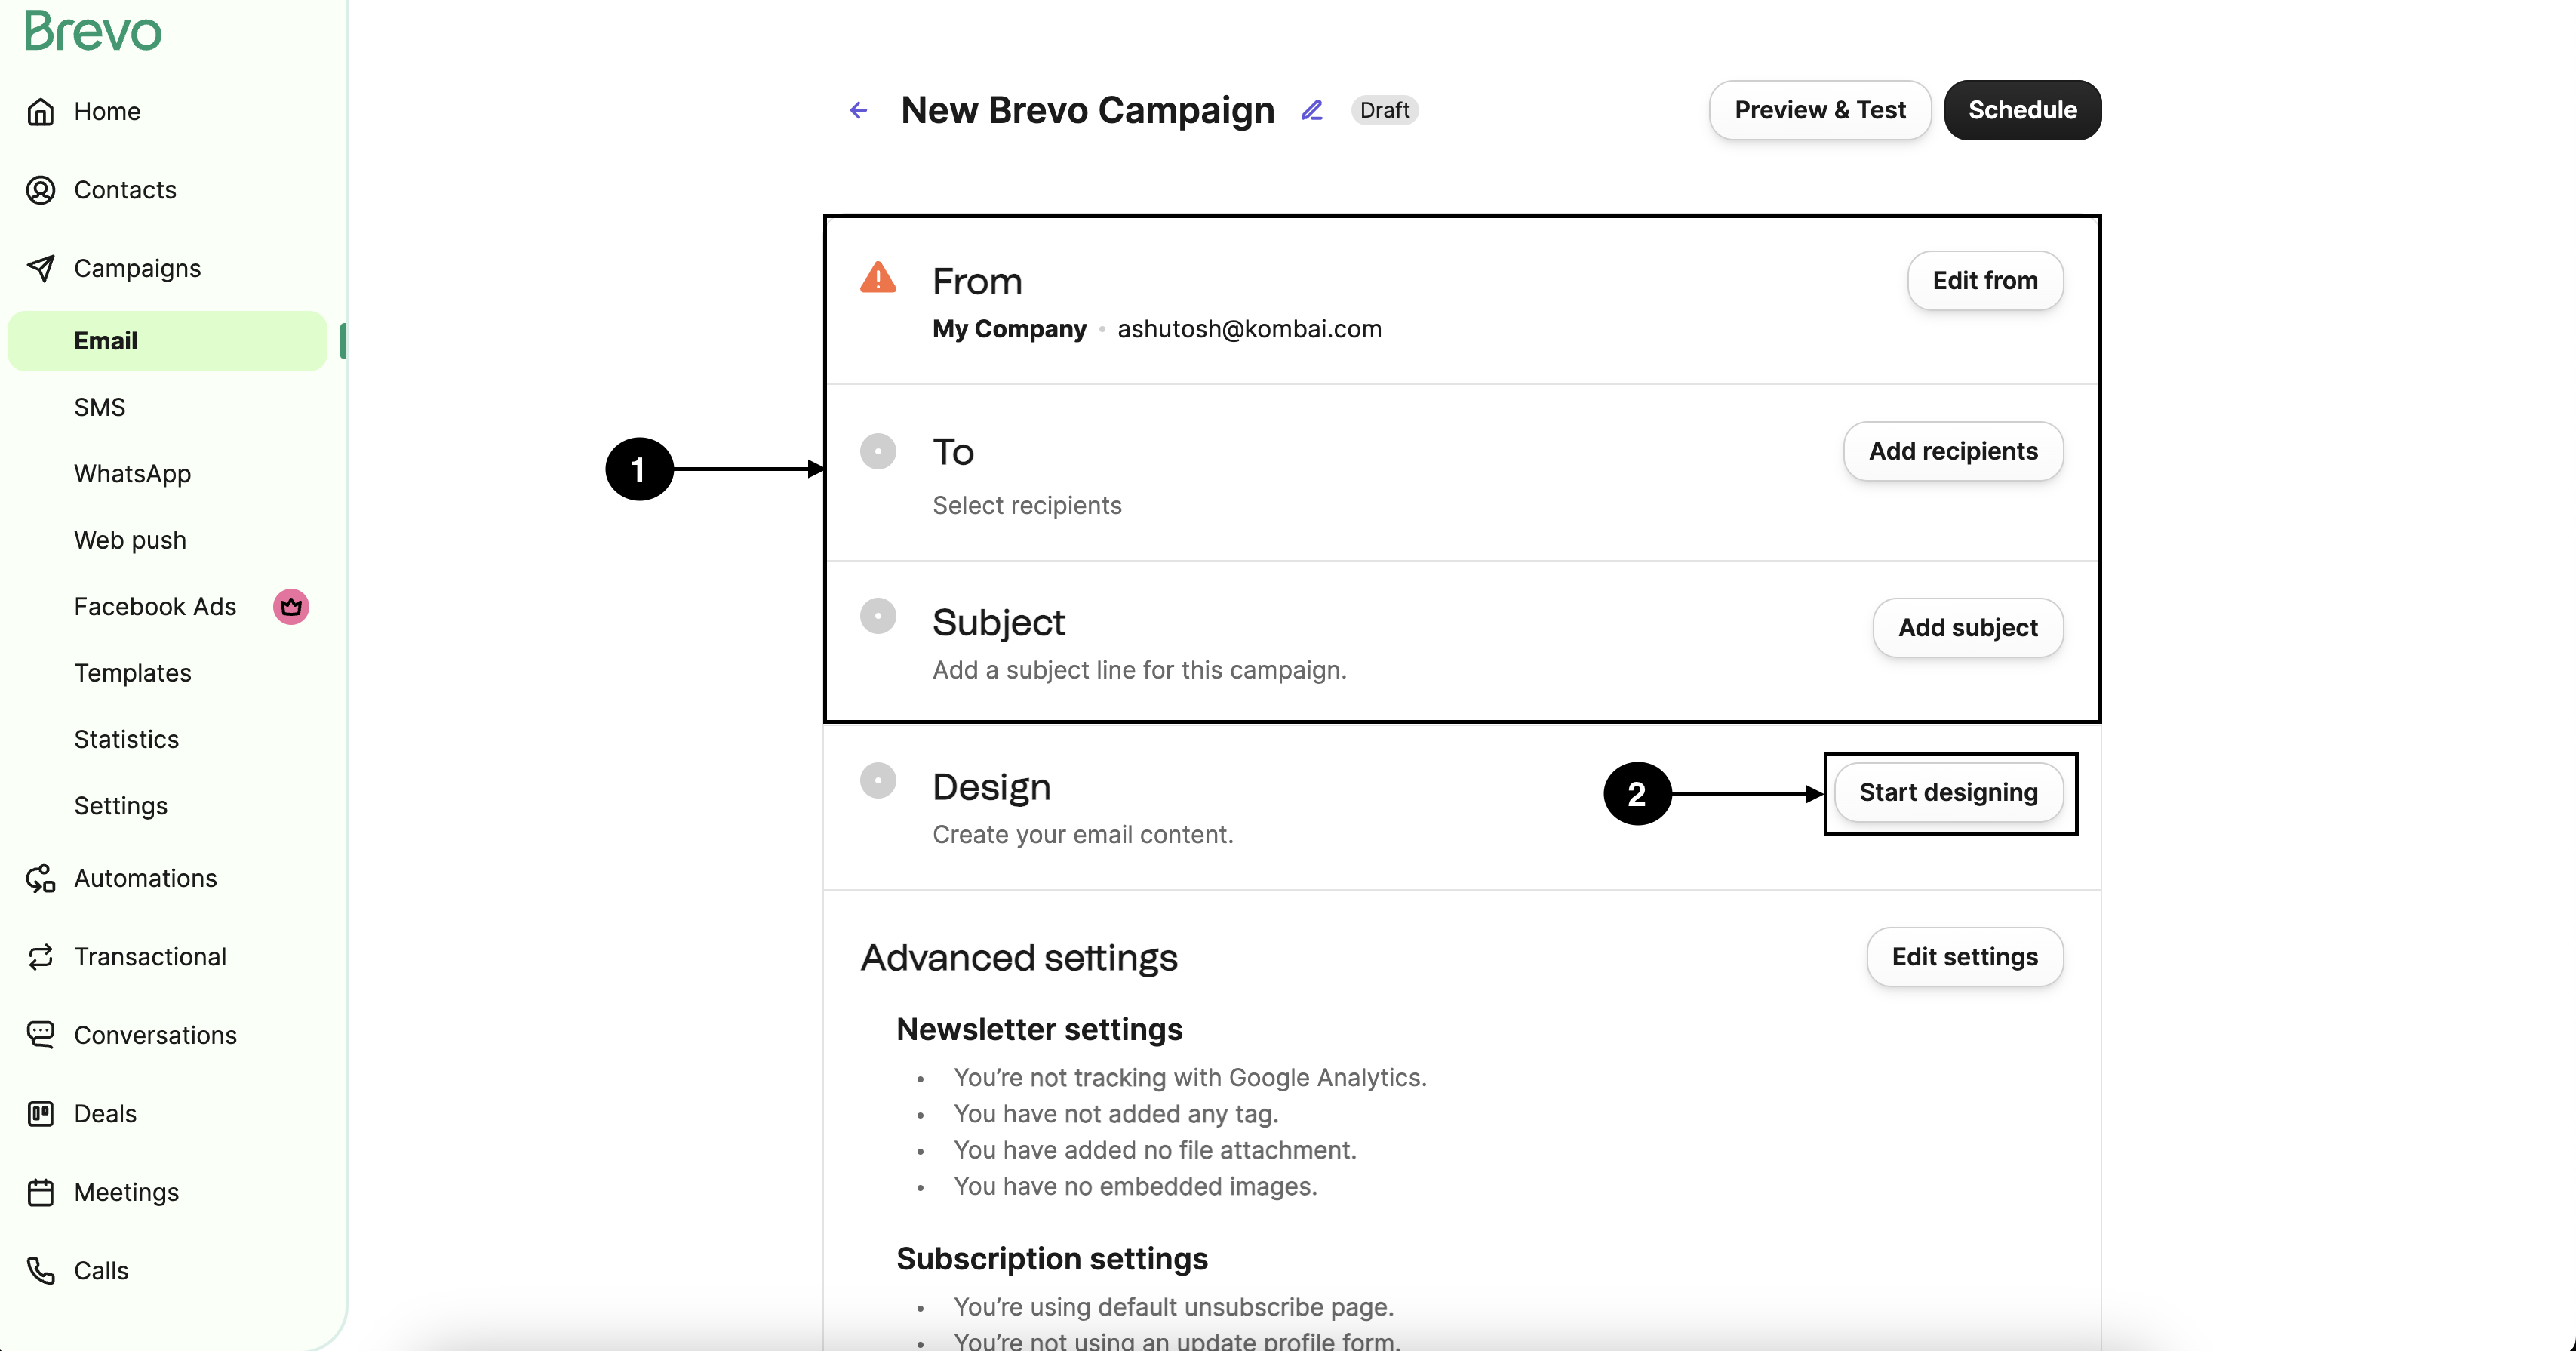 Brevo
Home
Contacts
Campaigns
Email
SMS
WhatsApp
Web push
Facebook Ads
Templates
Statistics
Settings
Automations
Transactional
Conversations
Deals
Meetings
Calls
New Brevo Campaign
Draft
Preview & Test
Schedule
1
From
Edit from
My Company • ashutosh@kombai.com
To
Add recipients
Select recipients
Subject
Add subject
Add a subject line for this campaign.
Design
2
Start designing
Create your email content.
Advanced settings
Edit settings
Newsletter settings
• You’re not tracking with Google Analytics.
• You have not added any tag.
• You have added no file attachment.
• You have no embedded images.
Subscription settings
• You’re using default unsubscribe page.
• You’re not using an update profile form.